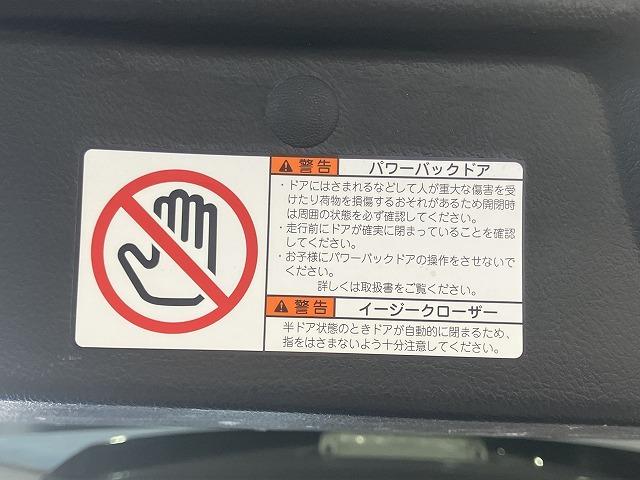 警告 パワーバックドア
・ドアにはさまれるなどして人が重大な傷害を受
けたり荷物を損傷するおそれがあるため開閉時
は周囲の状態を必ず確認してください。
・走行前にドアが確実に閉まっていることを確認
してください。
・お子様にパワーバックドアの操作をさせないで
ください。
詳しくは取扱書をご覧ください。
警告 イージークローザー
半ドア状態のときドアが自動的に閉まるため、
指をはさまないよう十分注意してください。